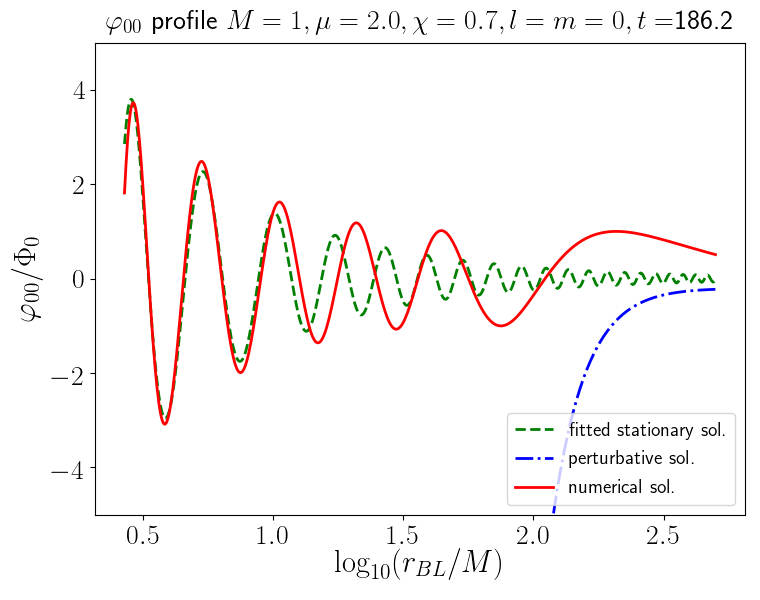 φ₀₀ profile M = 1, μ = 2.0, χ = 0.7, l = m = 0, t =186.2
φ₀₀/Φ₀
4
2
0
−2
−4
fitted stationary sol.
perturbative sol.
numerical sol.
0.5 1.0 1.5 2.0 2.5
log₁₀(r_BL/M)